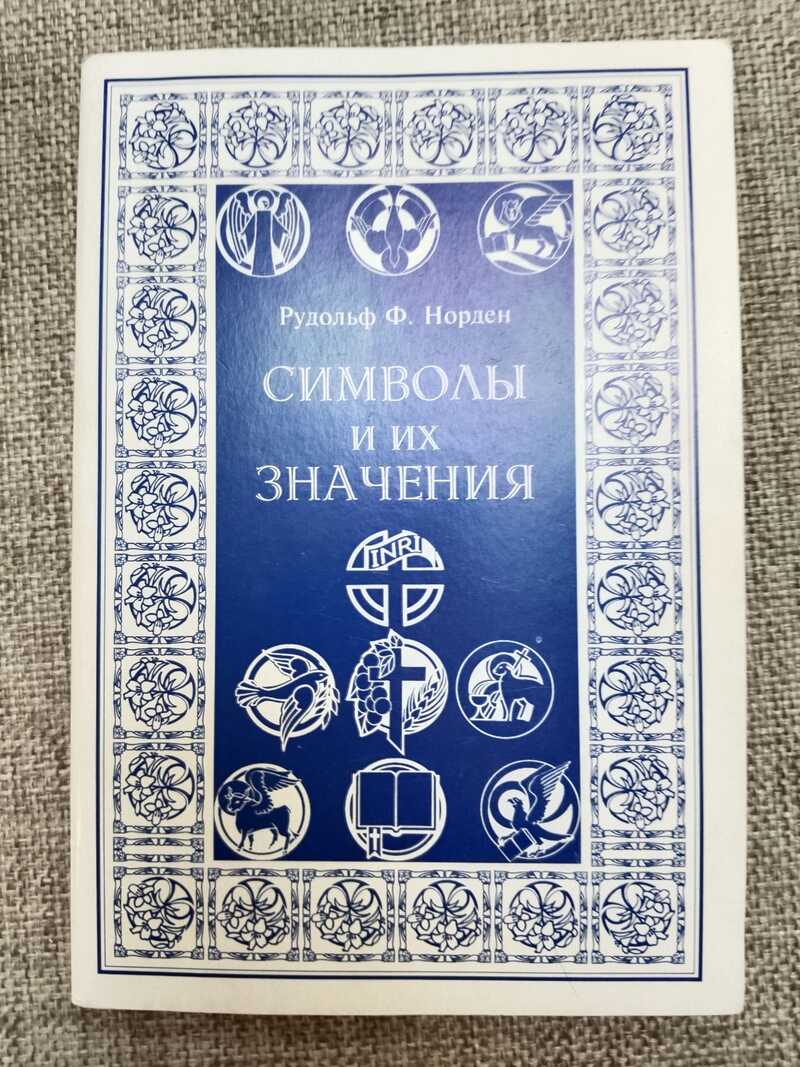 Рудольф Ф. Норден
СИМВОЛЫ
И ИХ
ЗНАЧЕНИЯ
INRI